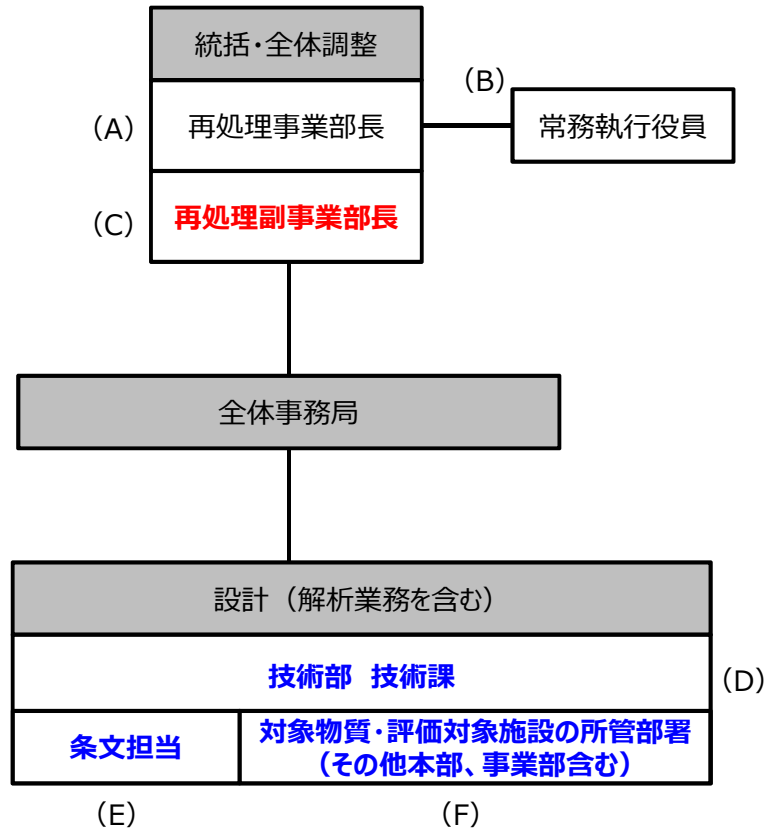 統括・全体調整
(B)
(A)
再処理事業部長
常務執行役員
(C)
再処理副事業部長
全体事務局
設計(解析業務を含む)
技術部 技術課
(D)
条文担当
対象物質・評価対象施設の所管部署
(その他本部、事業部含む)
(E)
(F)